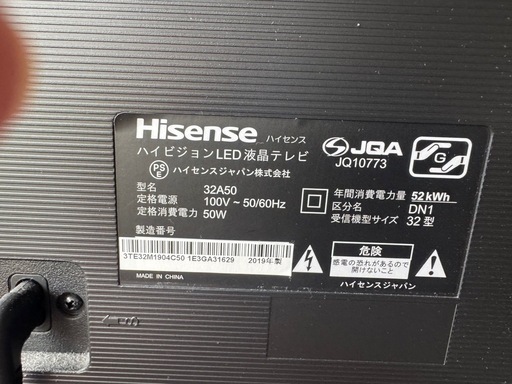 Hisense ハイセンス
ハイビジョンLED液晶テレビ
PS
E
ハイセンスジャパン株式会社
JQA
JQ10773
G
型名 32A50
定格電源 100V ~ 50/60Hz
定格消費電力 50W
製造番号
年間消費電力量 52kWh
区分名 DN1
受信機型サイズ 32型
3TE32M1904C50 1E3GA31629 2019年製
MADE IN CHINA
危険
感電の恐れがあるので
開けないこと
ハイセンスジャパン